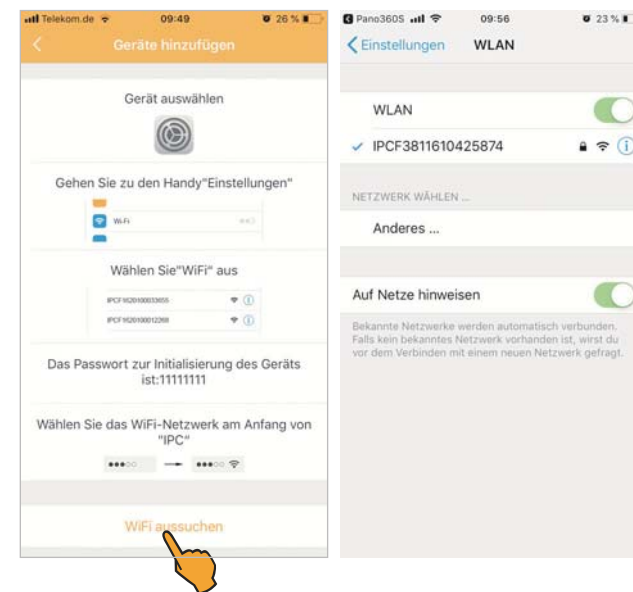 Telekom.de 09:49 26 %
Geräte hinzufügen
Gerät auswählen
Gehen Sie zu den Handy"Einstellungen"
Wi-Fi
Wählen Sie"WiFi" aus
IPCF1620100033655
IPCF1620100012268
Das Passwort zur Initialisierung des Geräts
ist:11111111
Wählen Sie das WiFi-Netzwerk am Anfang von
"IPC"
WiFi aussuchen
Pano360S 09:56 23 %
Einstellungen WLAN
WLAN
IPCF3811610425874
NETZWERK WÄHLEN ...
Anderes ...
Auf Netze hinweisen
Bekannte Netzwerke werden automatisch verbunden.
Falls kein bekanntes Netzwerk vorhanden ist, wirst du
vor dem Verbinden mit einem neuen Netzwerk gefragt.